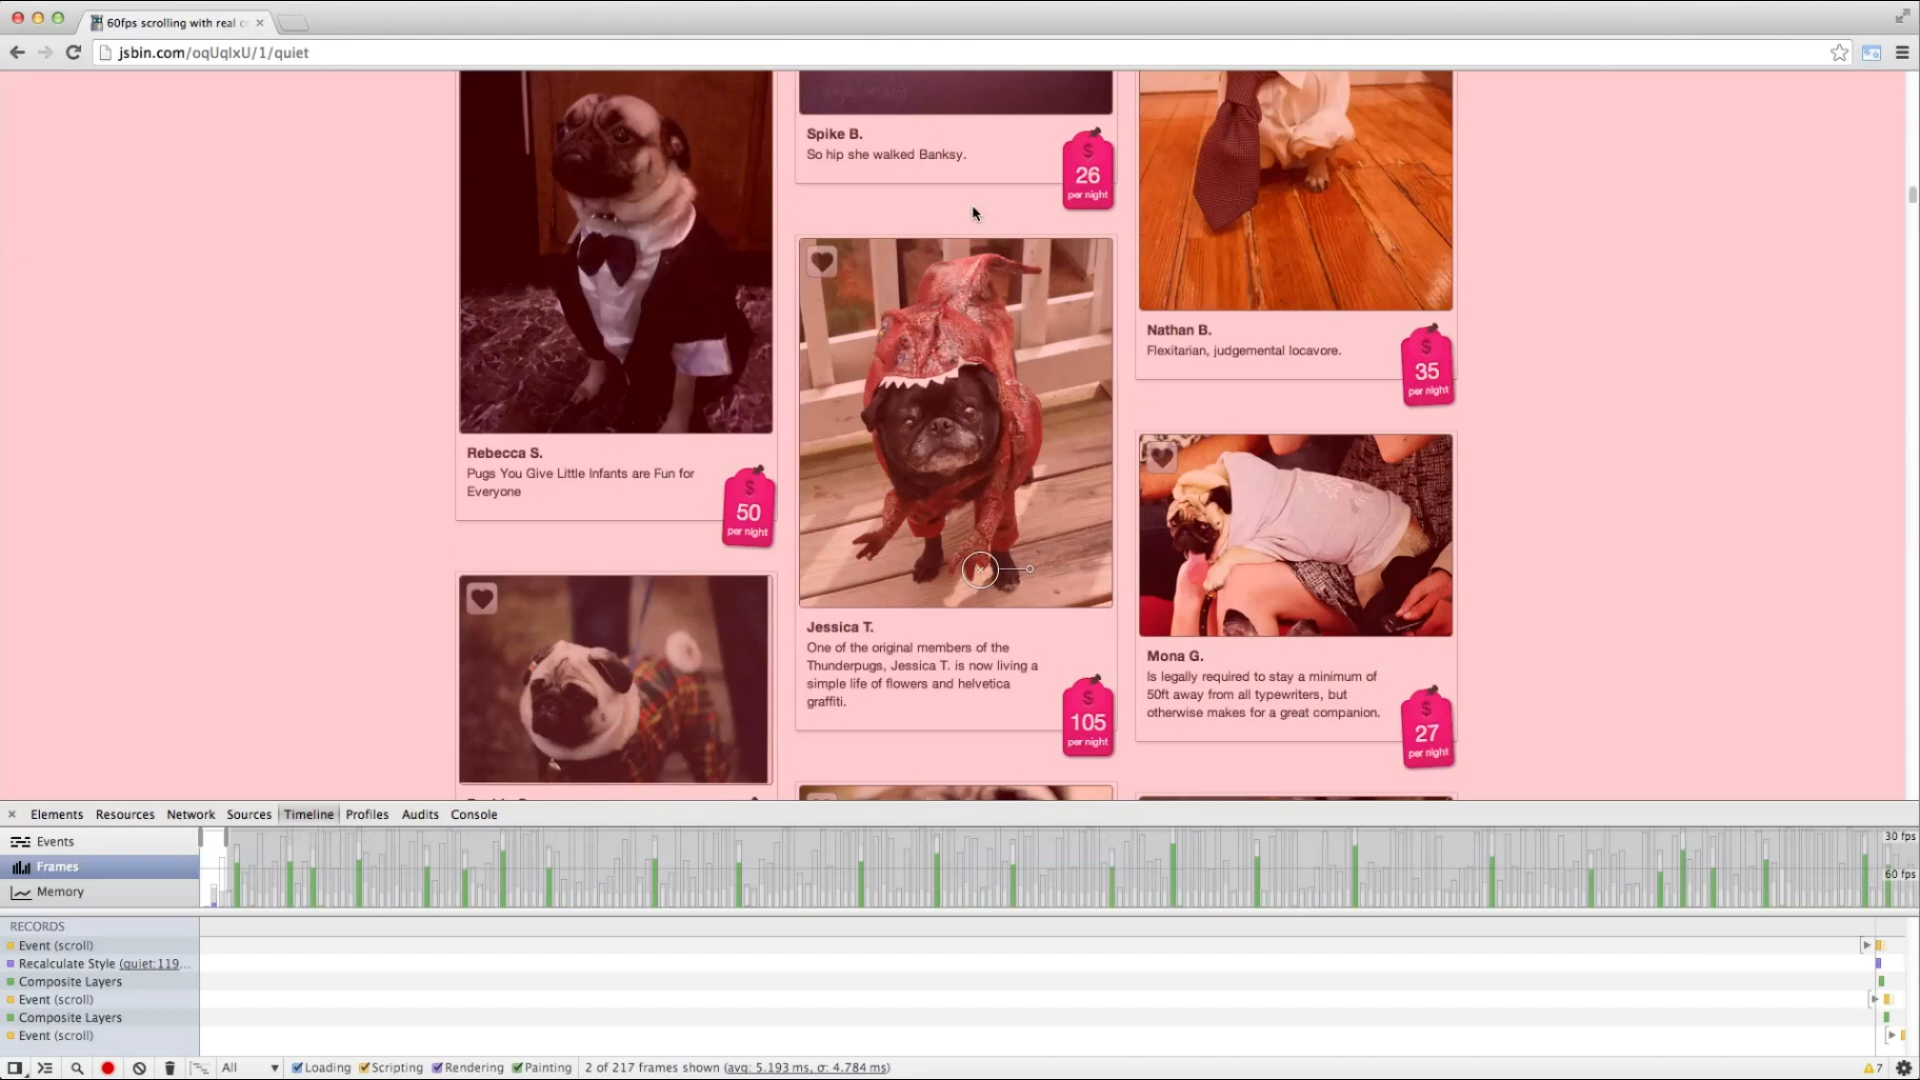 60fps scrolling with real c
jsbin.com/oqUqIxU/1/quiet
Spike B.
So hip she walked Banksy.
$
26
per night
Nathan B.
Flexitarian, judgemental locavore.
$
35
per night
Rebecca S.
Pugs You Give Little Infants are Fun for
Everyone
$
50
per night
Jessica T.
One of the original members of the
Thunderpugs, Jessica T. is now living a
simple life of flowers and helvetica
graffiti.
$
105
per night
Mona G.
Is legally required to stay a minimum of
50ft away from all typewriters, but
otherwise makes for a great companion.
$
27
per night
Elements Resources Network Sources Timeline Profiles Audits Console
Events
Frames
Memory
30 fps
60 fps
RECORDS
Event (scroll)
Recalculate Style (quiet:119...
Composite Layers
Event (scroll)
Composite Layers
Event (scroll)
All
Loading Scripting Rendering Painting 2 of 217 frames shown (avg: 5.193 ms, σ: 4.784 ms)
7